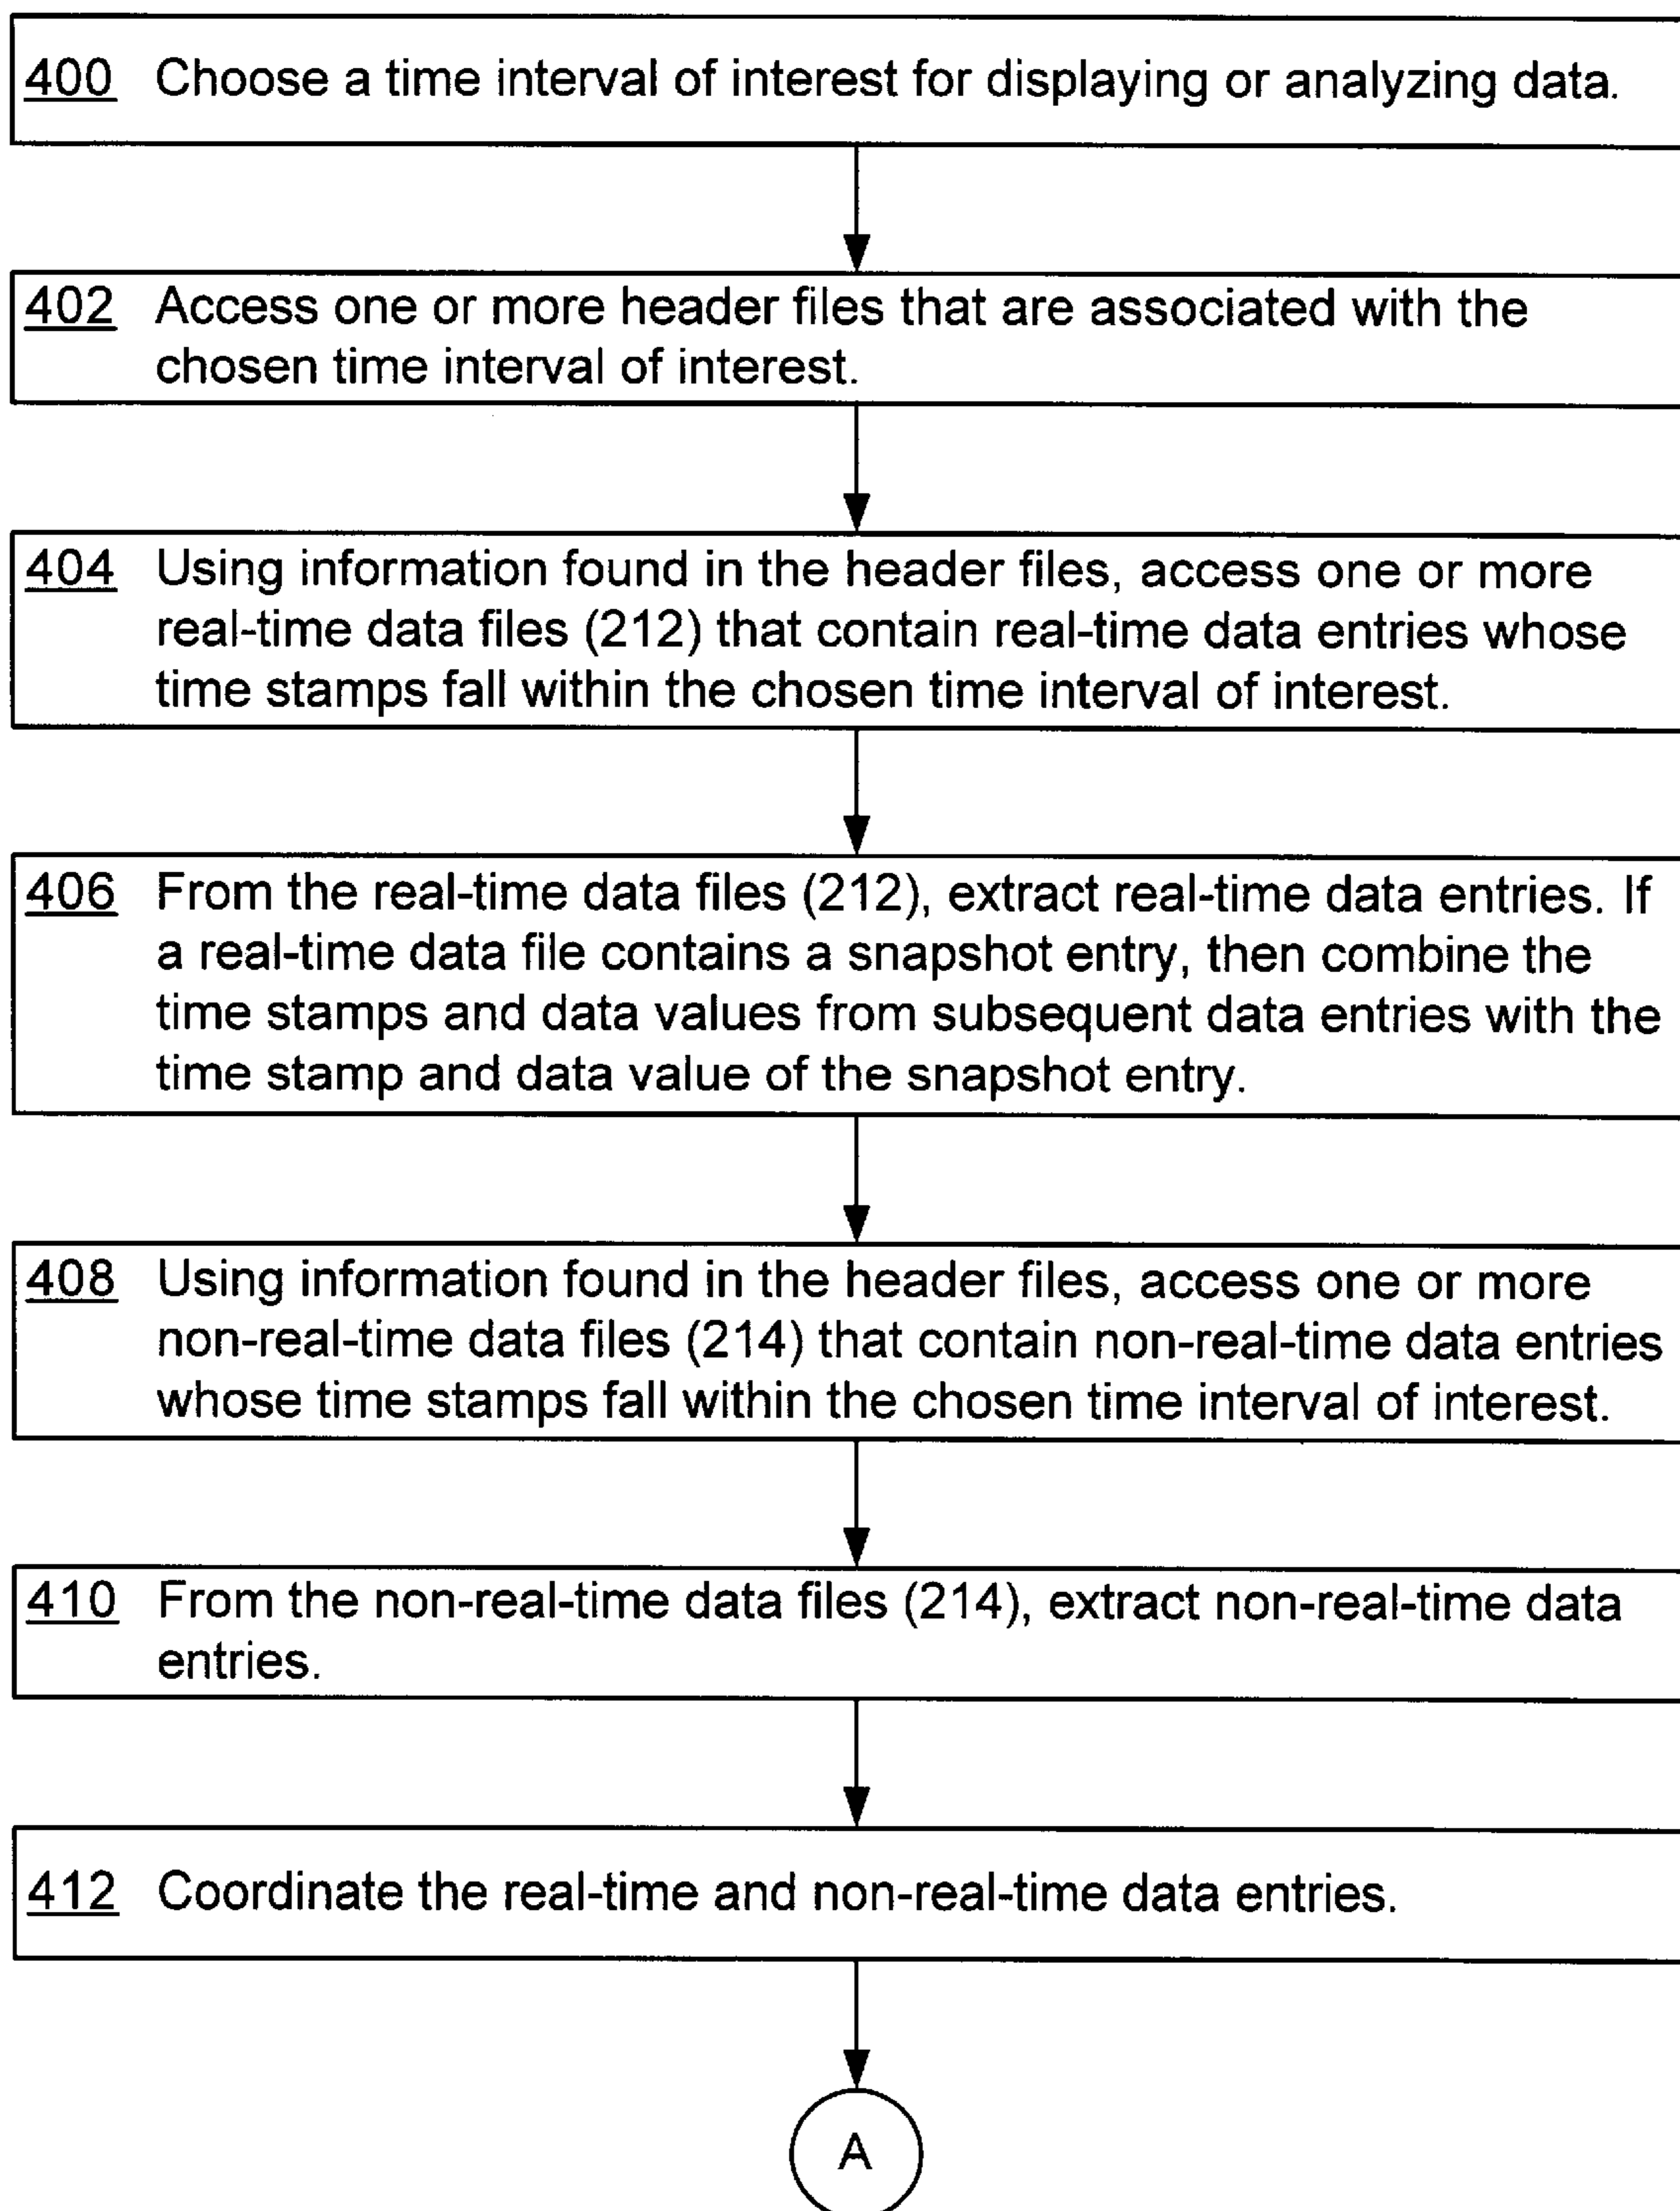 400 Choose a time interval of interest for displaying or analyzing data.
402 Access one or more header files that are associated with the
chosen time interval of interest.
404 Using information found in the header files, access one or more
real-time data files (212) that contain real-time data entries whose
time stamps fall within the chosen time interval of interest.
406 From the real-time data files (212), extract real-time data entries. If
a real-time data file contains a snapshot entry, then combine the
time stamps and data values from subsequent data entries with the
time stamp and data value of the snapshot entry.
408 Using information found in the header files, access one or more
non-real-time data files (214) that contain non-real-time data entries
whose time stamps fall within the chosen time interval of interest.
410 From the non-real-time data files (214), extract non-real-time data
entries.
412 Coordinate the real-time and non-real-time data entries.
A